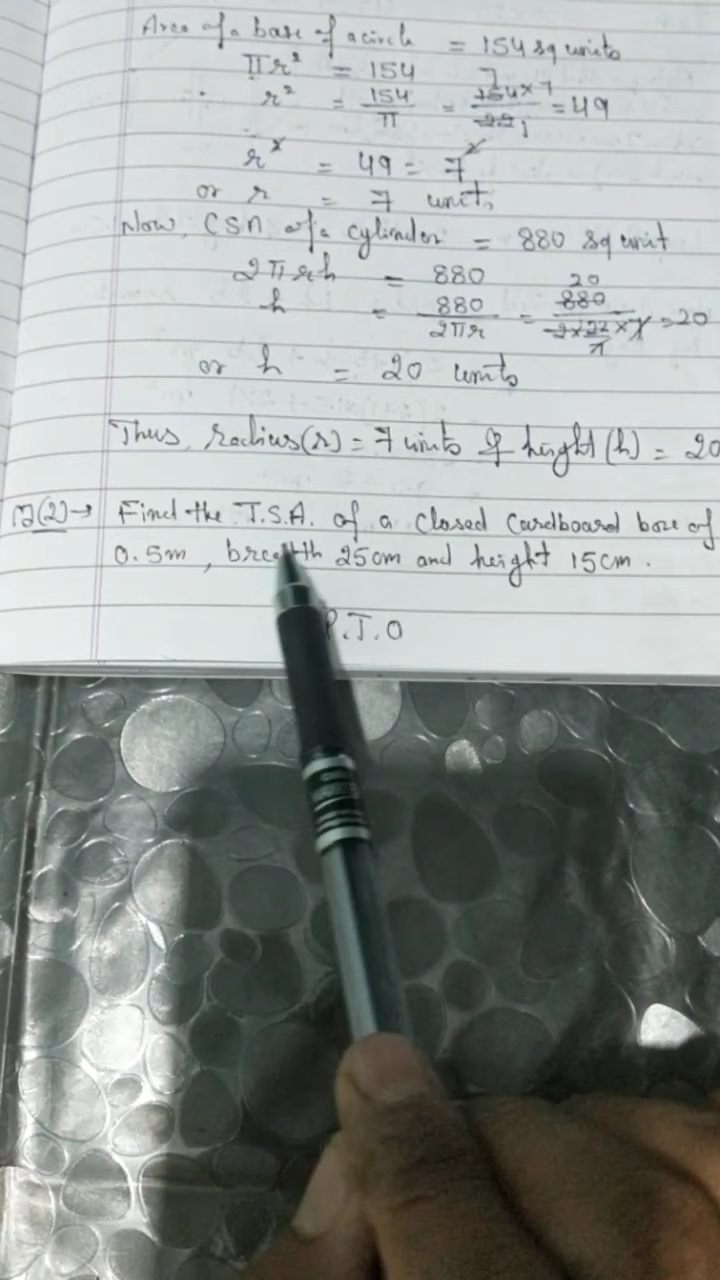 Area of a base of a circle = 154 sq units
πr² = 154
∴ r² = 154/π = 154×7/22 = 49
r² = 49 = 7²
or r = 7 units
Now, CSA of a cylinder = 880 sq unit
2πrh = 880
h = 880/2πr = 880/2×22/7×7 = 20
or h = 20 units
Thus, radius(r) = 7 units & height (h) = 20
(2)→ Find the T.S.A. of a closed Cardboard box of
0.5m, breadth 25cm and height 15cm.
P.T.O